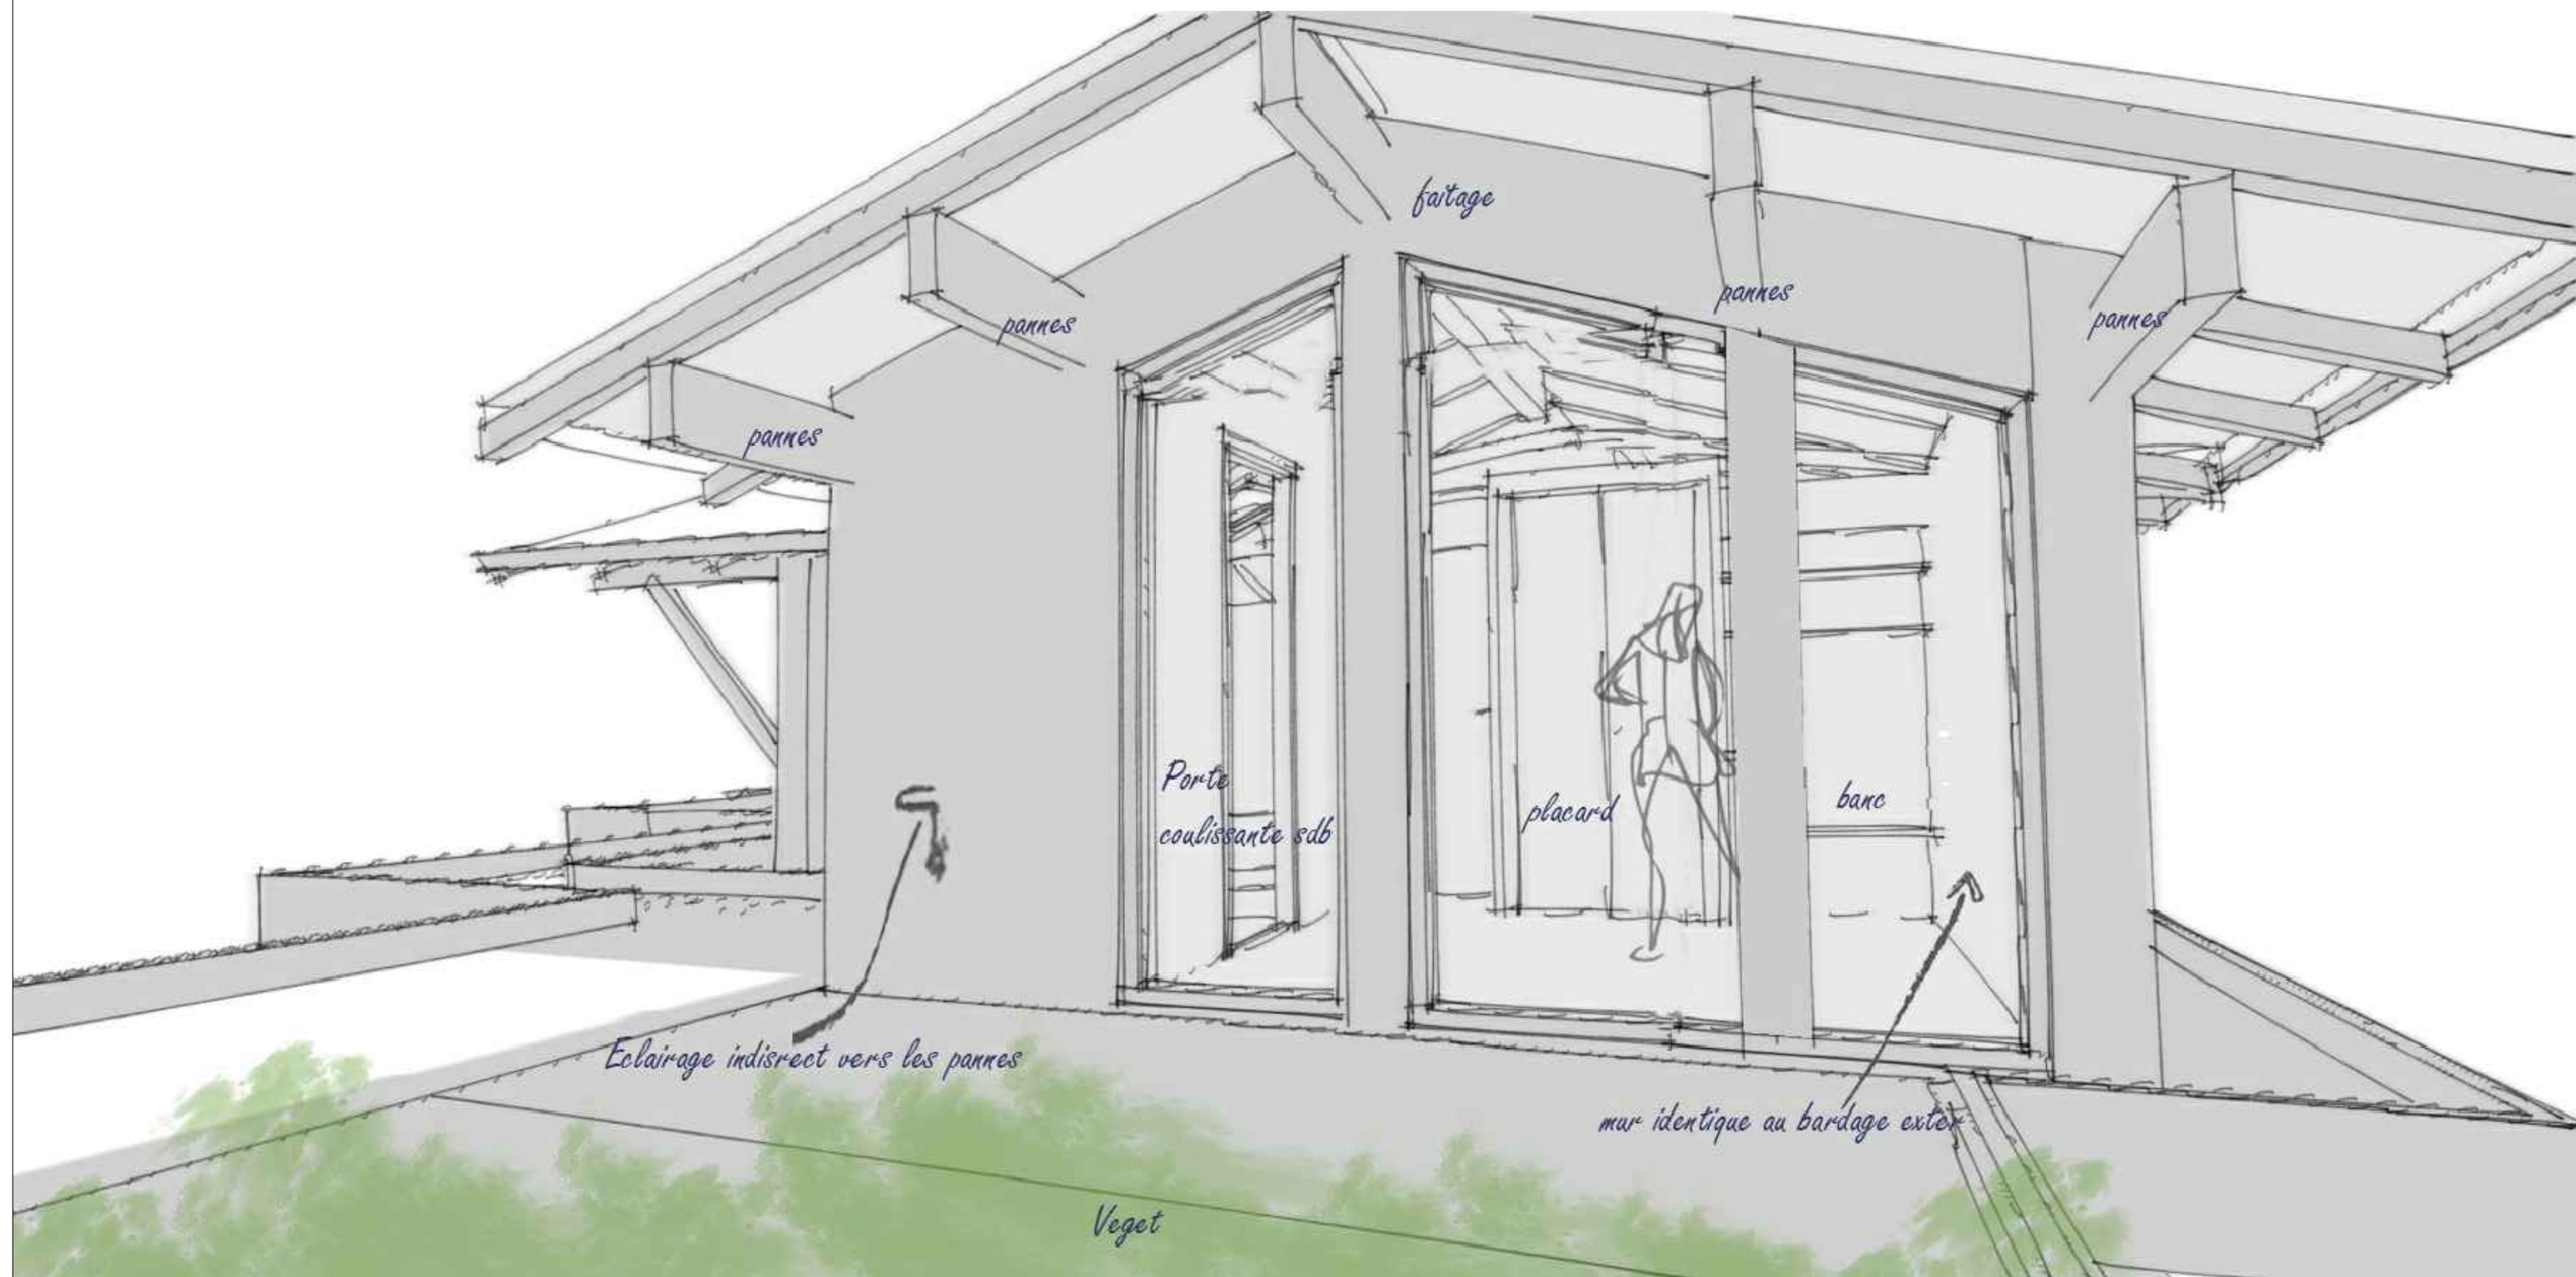 faîtage
pannes
pannes
pannes
pannes
Porte
coulissante sdb
placard
banc
Eclairage indisrect vers les pannes
mur identique au bardage exter
Veget